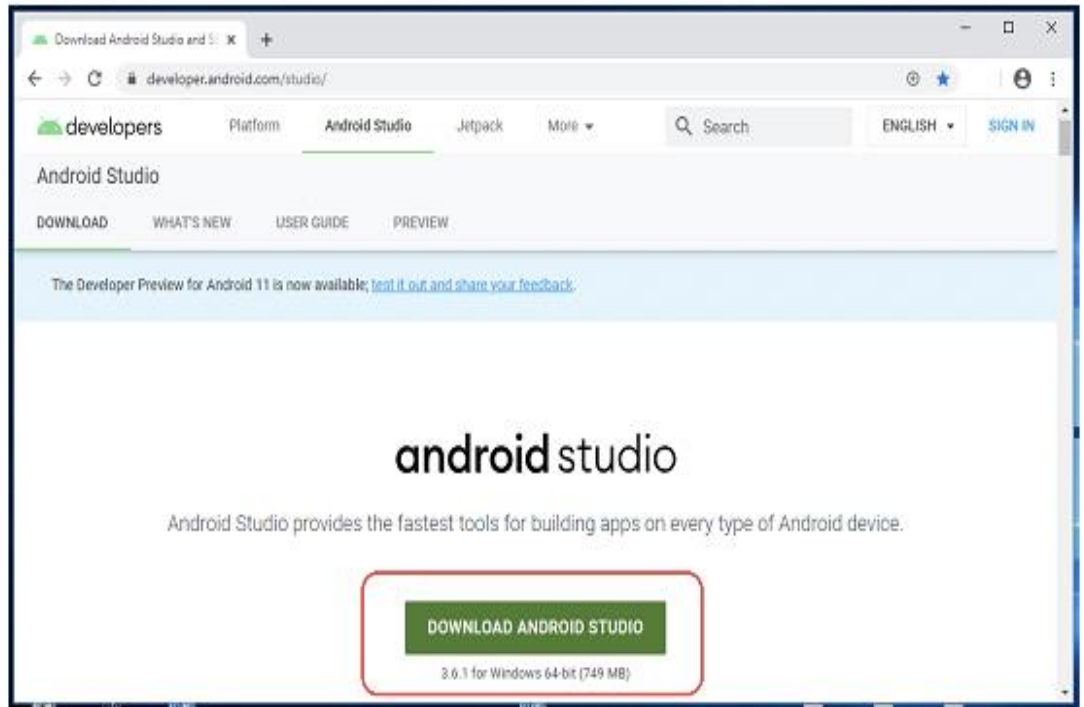 Download Android Studio and S
developer.android.com/studio/
developers Platform Android Studio Jetpack More Search ENGLISH SIGN IN
Android Studio
DOWNLOAD WHAT'S NEW USER GUIDE PREVIEW
The Developer Preview for Android 11 is now available; test it out and share your feedback.
android studio
Android Studio provides the fastest tools for building apps on every type of Android device.
DOWNLOAD ANDROID STUDIO
3.6.1 for Windows 64-bit (749 MB)